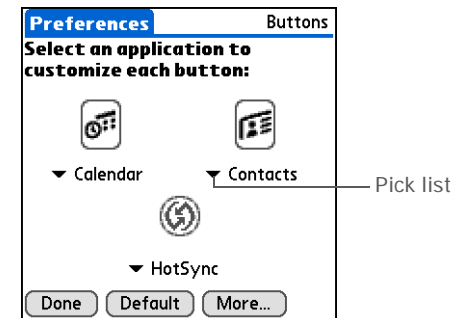 Preferences Buttons
Select an application to
customize each button:
Calendar Contacts
Pick list
HotSync
Done Default More...